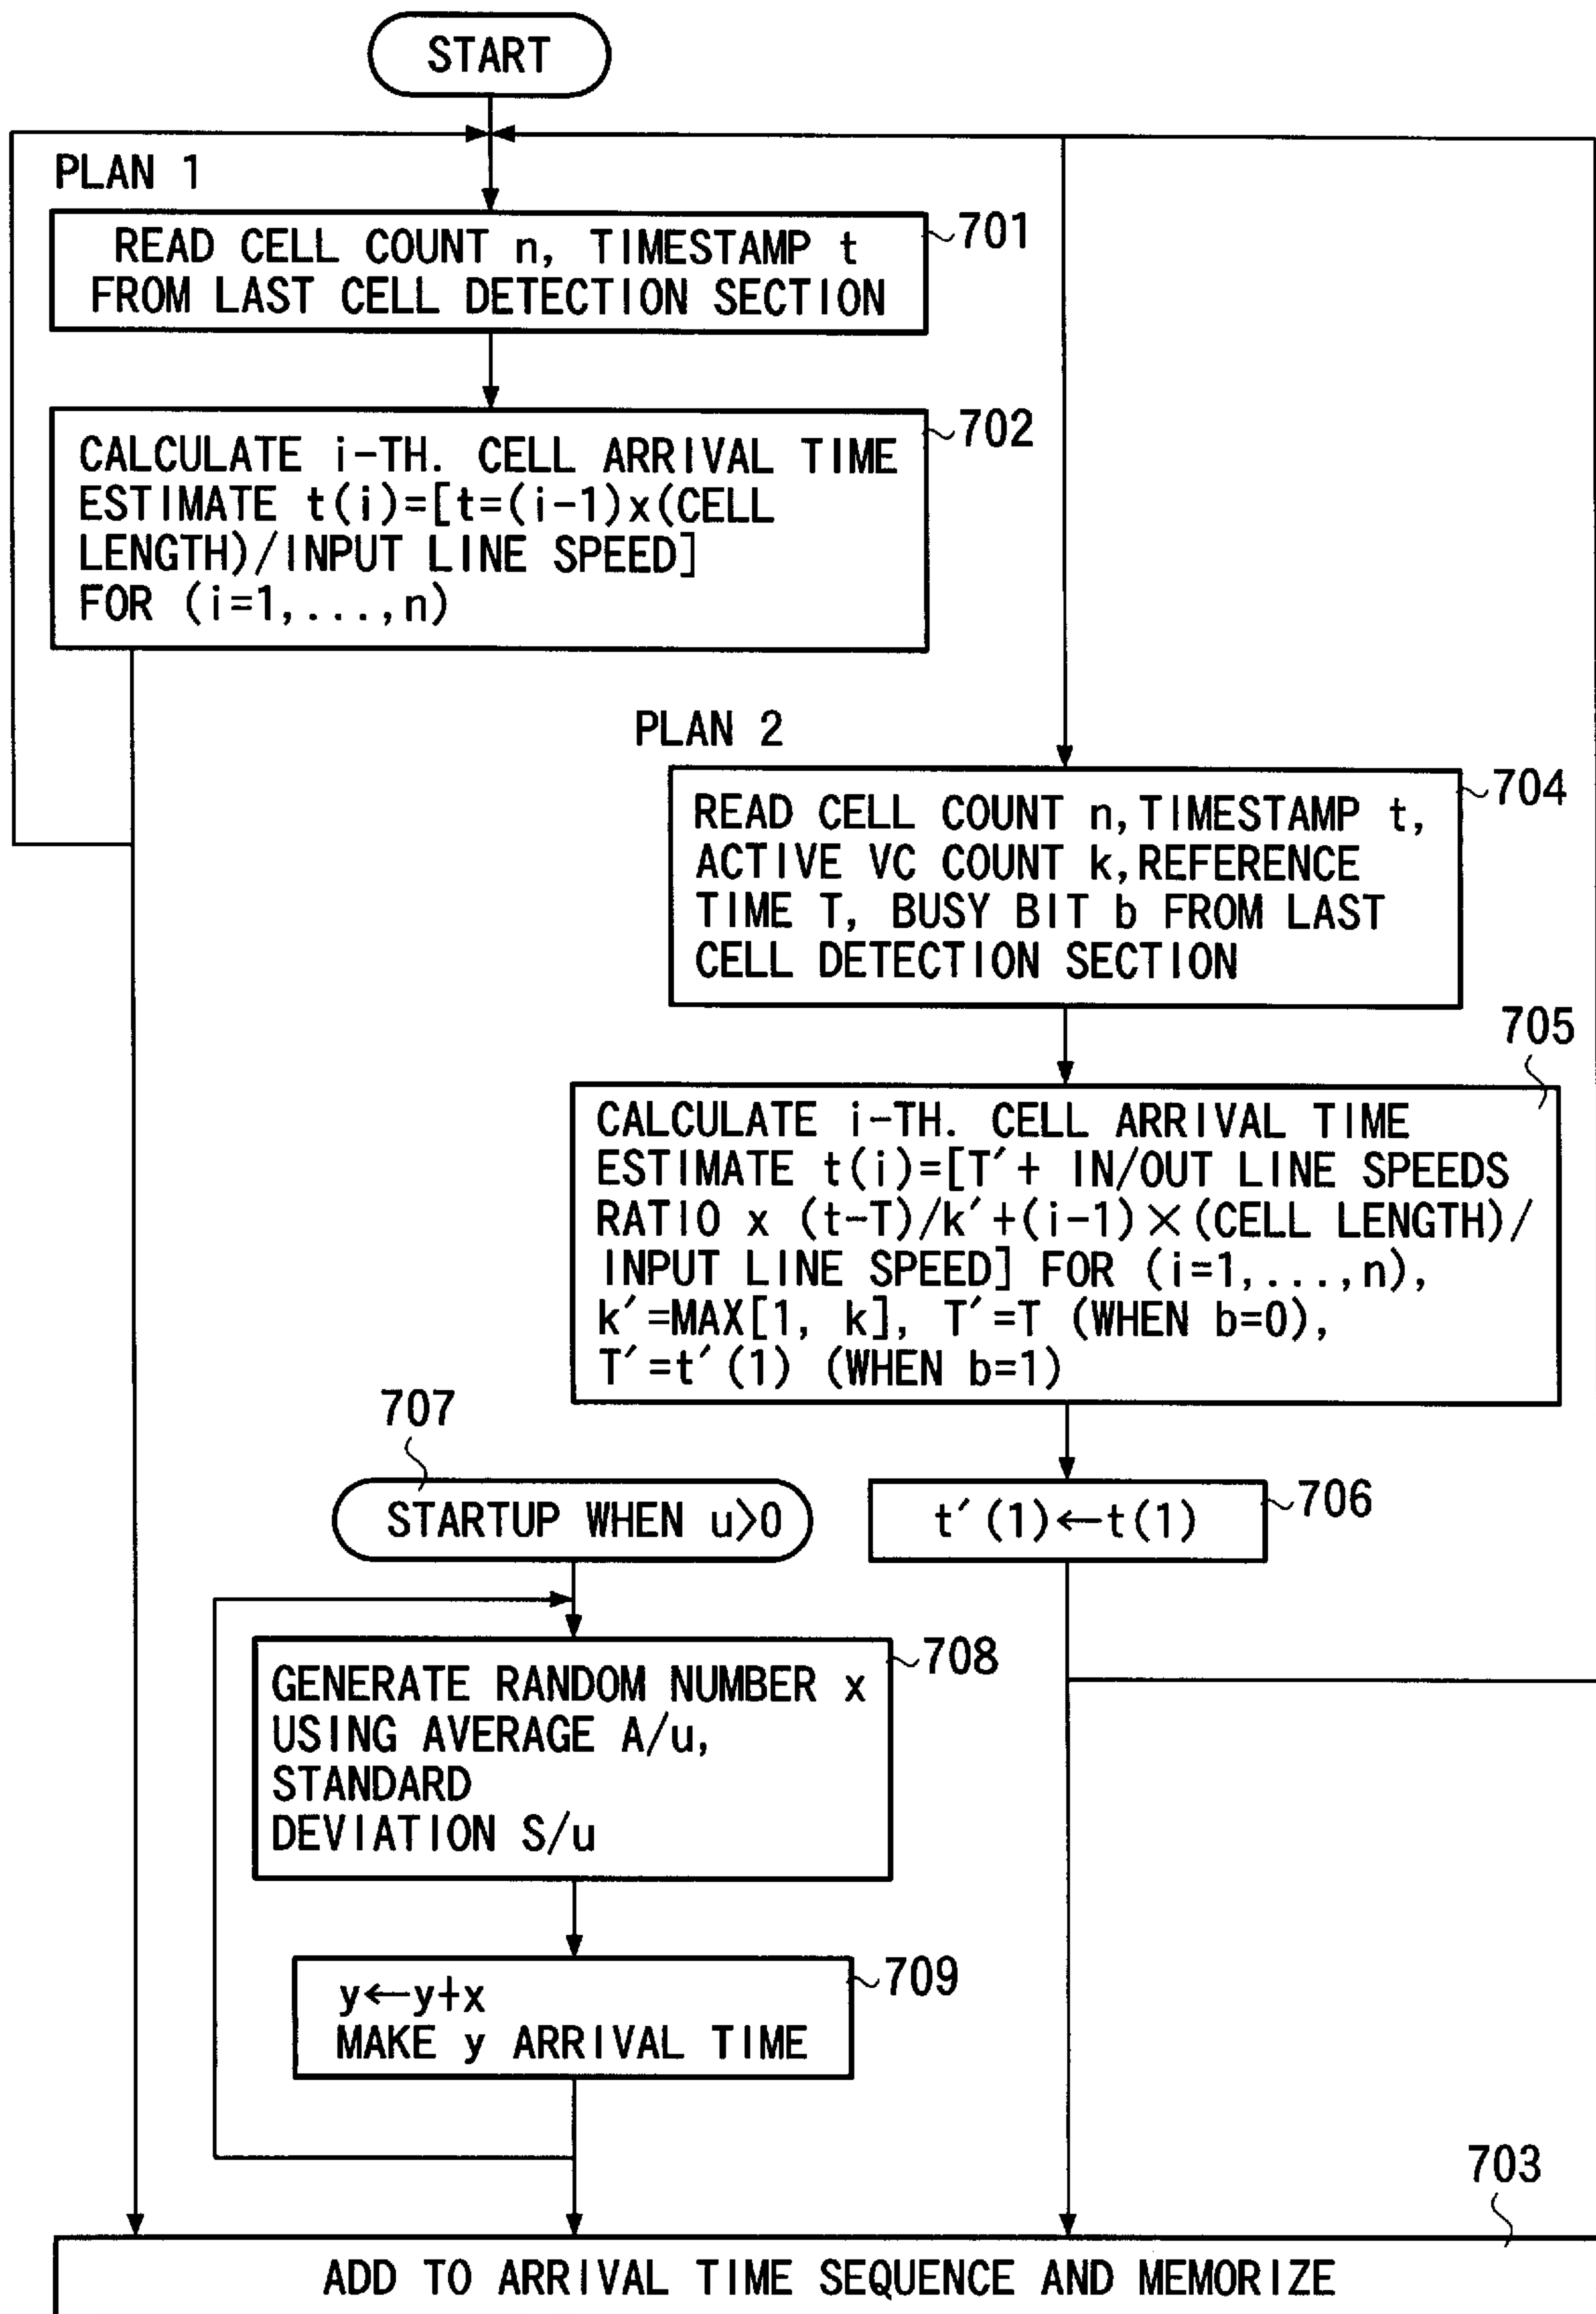 START
PLAN 1
701
READ CELL COUNT n, TIMESTAMP t
FROM LAST CELL DETECTION SECTION
702
CALCULATE i-TH. CELL ARRIVAL TIME
ESTIMATE t(i)=[t=(i-1)x(CELL
LENGTH)/INPUT LINE SPEED]
FOR (i=1,...,n)
PLAN 2
704
READ CELL COUNT n,TIMESTAMP t,
ACTIVE VC COUNT k,REFERENCE
TIME T, BUSY BIT b FROM LAST
CELL DETECTION SECTION
705
CALCULATE i-TH. CELL ARRIVAL TIME
ESTIMATE t(i)=[T′+ IN/OUT LINE SPEEDS
RATIO x (t-T)/k′+(i-1)×(CELL LENGTH)/
INPUT LINE SPEED] FOR (i=1,...,n),
k′=MAX[1, k], T′=T (WHEN b=0),
T′=t′(1) (WHEN b=1)
707
STARTUP WHEN u>0
706
t′(1)←t(1)
708
GENERATE RANDOM NUMBER x
USING AVERAGE A/u,
STANDARD
DEVIATION S/u
709
y←y+x
MAKE y ARRIVAL TIME
703
ADD TO ARRIVAL TIME SEQUENCE AND MEMORIZE